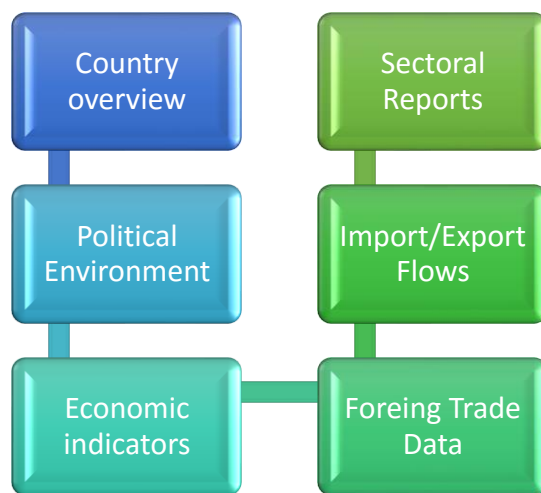 Country
overview
Political
Environment
Economic
indicators
Foreing Trade
Data
Import/Export
Flows
Sectoral
Reports